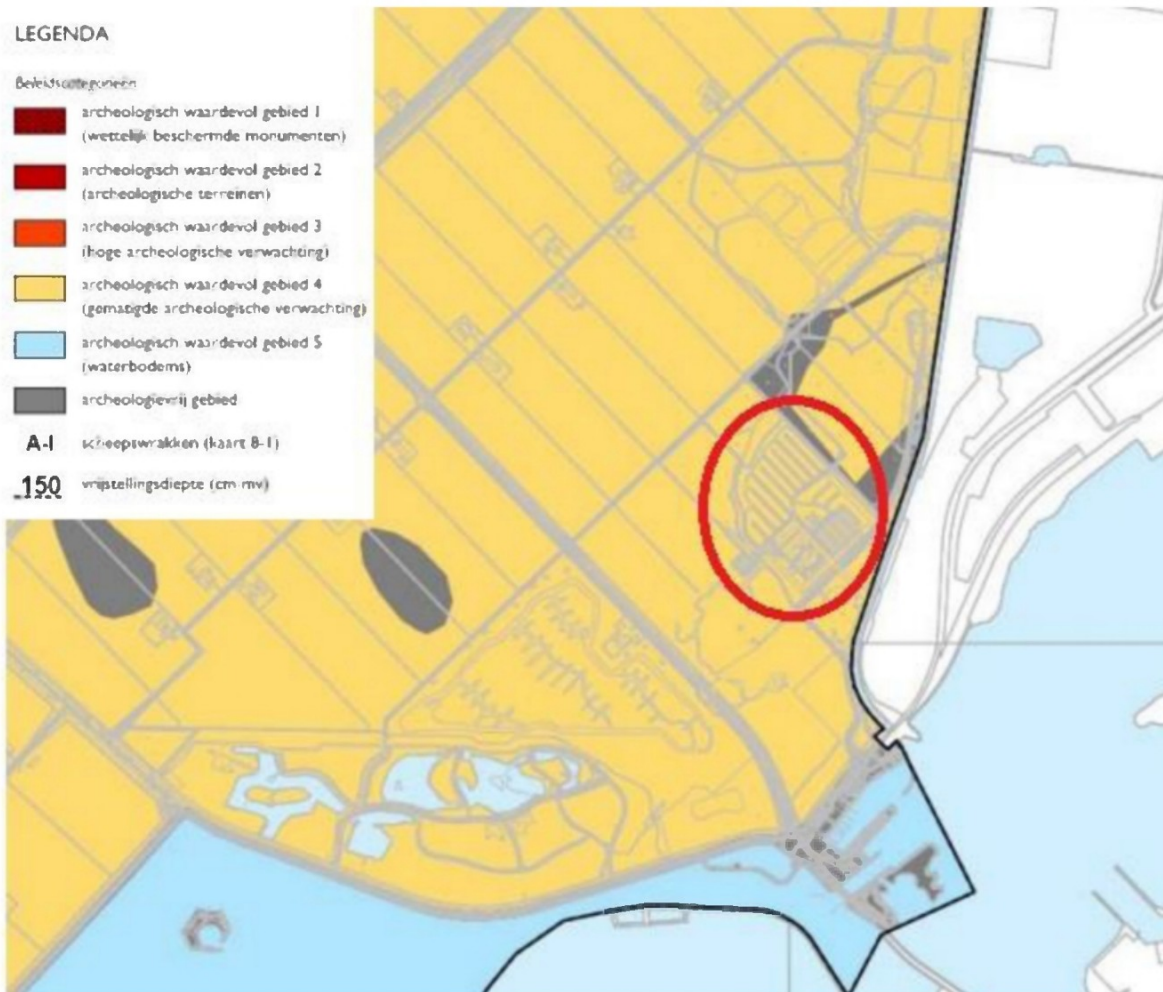 LEGENDA
Beleidscategorieën
archeologisch waardevol gebied 1
(wettelijk beschermde monumenten)
archeologisch waardevol gebied 2
(archeologische terreinen)
archeologisch waardevol gebied 3
(hoge archeologische verwachting)
archeologisch waardevol gebied 4
(gematigde archeologische verwachting)
archeologisch waardevol gebied 5
(waterbodems)
archeologievrij gebied
A-1 scheepswrakken (kaart 8-1)
150 vrijstellingsdiepte (cm-mv)